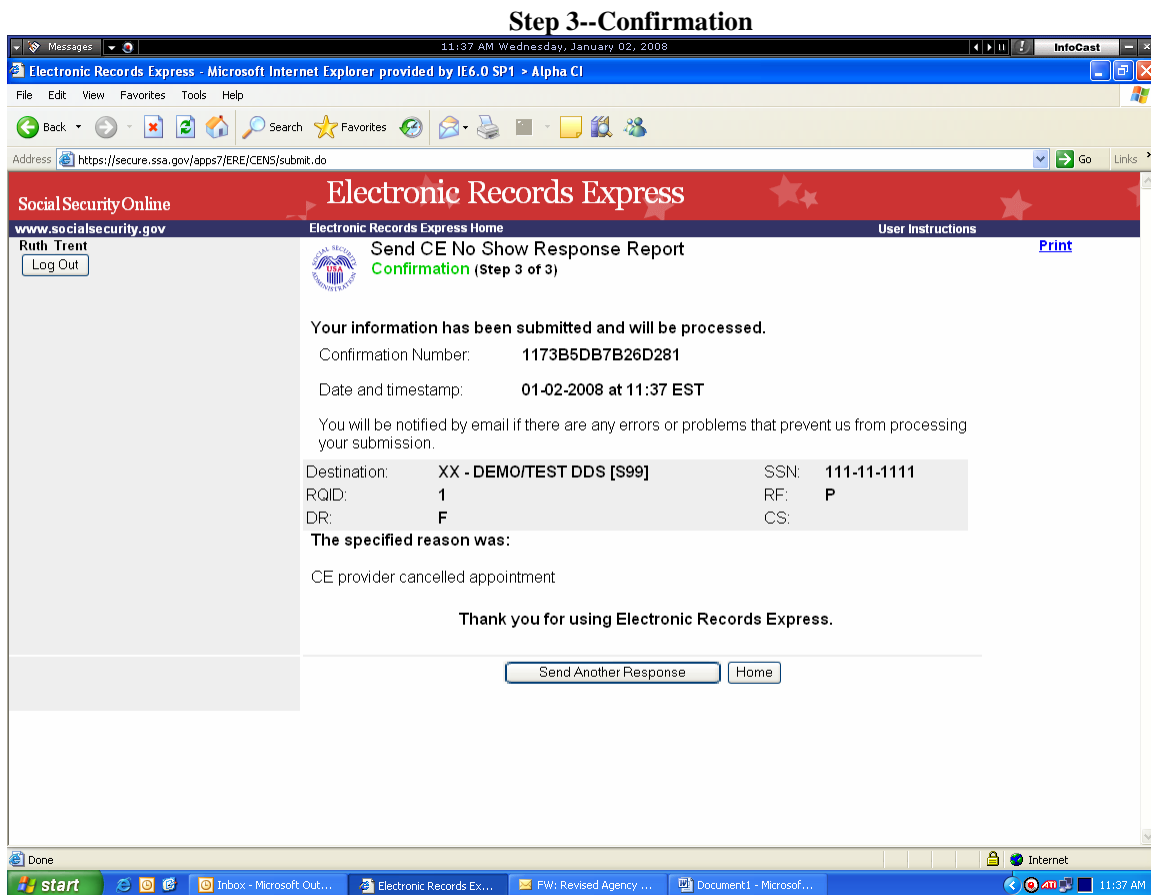 Step 3--Confirmation
Messages
11:37 AM Wednesday, January 02, 2008
InfoCast
Electronic Records Express - Microsoft Internet Explorer provided by IE6.0 SP1 > Alpha CI
File Edit View Favorites Tools Help
Back Search Favorites
Address https://secure.ssa.gov/apps7/ERE/CENS/submit.do Go Links »
Social Security Online Electronic Records Express
www.socialsecurity.gov Electronic Records Express Home User Instructions
Ruth Trent
Log Out
Send CE No Show Response Report
Confirmation (Step 3 of 3)
Print
SOCIAL SECURITY ADMINISTRATION USA
Your information has been submitted and will be processed.
Confirmation Number: 1173B5DB7B26D281
Date and timestamp: 01-02-2008 at 11:37 EST
You will be notified by email if there are any errors or problems that prevent us from processing
your submission.
Destination: XX - DEMO/TEST DDS [S99] SSN: 111-11-1111
RQID: 1 RF: P
DR: F CS:
The specified reason was:
CE provider cancelled appointment
Thank you for using Electronic Records Express.
Send Another Response Home
Done Internet
start Inbox - Microsoft Out... Electronic Records Ex... FW: Revised Agency ... Document1 - Microsof... 11:37 AM